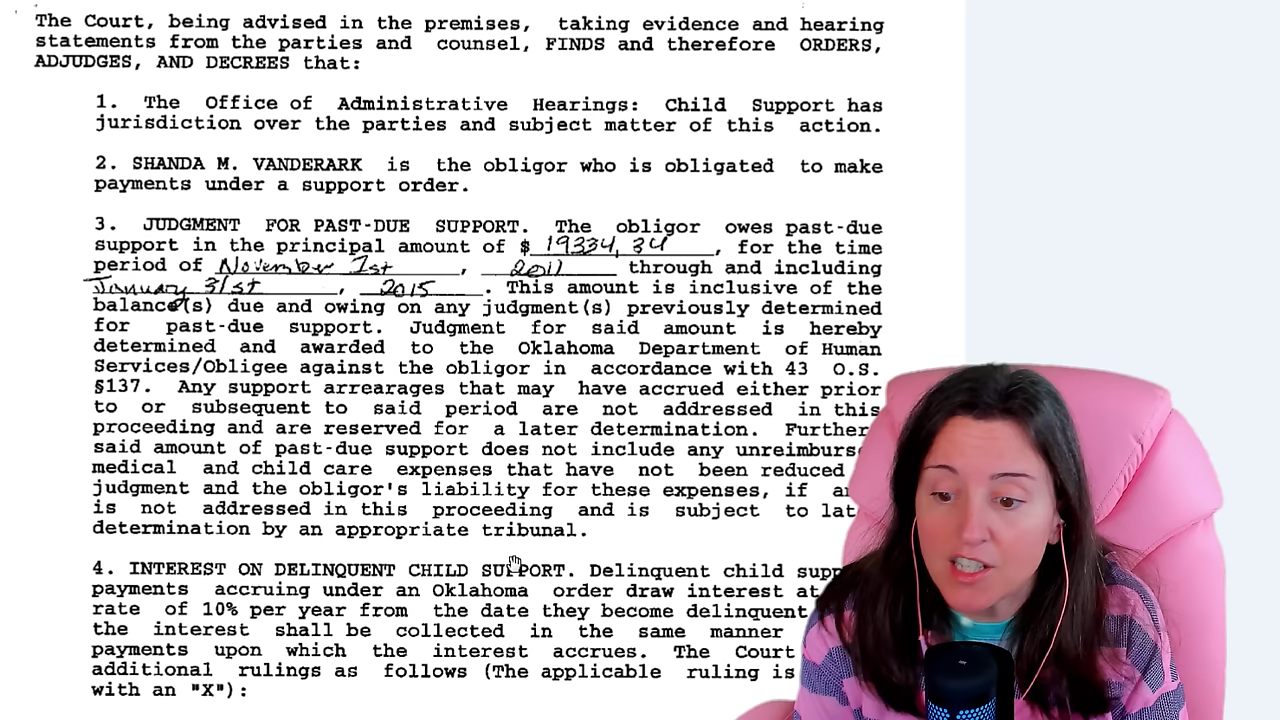 The Court, being advised in the premises, taking evidence and hearing
statements from the parties and counsel, FINDS and therefore ORDERS,
ADJUDGES, AND DECREES that:
1. The Office of Administrative Hearings: Child Support has
jurisdiction over the parties and subject matter of this action.
2. SHANDA M. VANDERARK is the obligor who is obligated to make
payments under a support order.
3. JUDGMENT FOR PAST-DUE SUPPORT. The obligor owes past-due
support in the principal amount of $ 19334,34, for the time
period of November 1st, 2011 through and including
January 31st, 2015. This amount is inclusive of the
balance(s) due and owing on any judgment(s) previously determined
for past-due support. Judgment for said amount is hereby
determined and awarded to the Oklahoma Department of Human
Services/Obligee against the obligor in accordance with 43 O.S.
§137. Any support arrearages that may have accrued either prior
to or subsequent to said period are not addressed in this
proceeding and are reserved for a later determination. Further
said amount of past-due support does not include any unreimburs
medical and child care expenses that have not been reduced
judgment and the obligor's liability for these expenses, if a
is not addressed in this proceeding and is subject to lat
determination by an appropriate tribunal.
4. INTEREST ON DELINQUENT CHILD SUPPORT. Delinquent child supp
payments accruing under an Oklahoma order draw interest at
rate of 10% per year from the date they become delinquent
the interest shall be collected in the same manner
payments upon which the interest accrues. The Court
additional rulings as follows (The applicable ruling is
with an "X"):